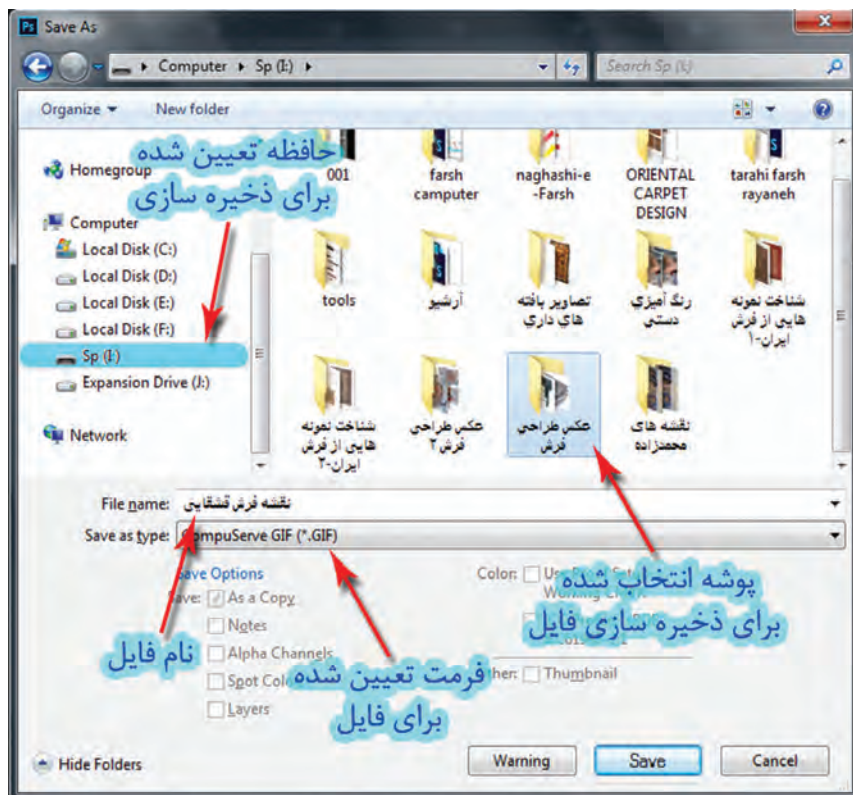 Save As
Computer
Sp (I:)
Search Sp (I:)
Organize
New folder
Homegroup
Computer
Local Disk (C:)
Local Disk (D:)
Local Disk (E:)
Local Disk (F:)
Sp (I:)
Expansion Drive (J:)
Network
حافظه تعیین شده
برای ذخیره سازی
001
farsh
camputer
naghashi-e
-Farsh
ORIENTAL
CARPET
DESIGN
tarahi farsh
rayaneh
tools
آرشیو
تصاویر بافته
های داری
رنگ آمیزی
دستی
شناخت نمونه
هایی از فرش
ایران-۱
شناخت نمونه
هایی از فرش
ایران-۲
عکس طراحی
فرش۲
عکس طراحی
فرش
نقشه های
محمدزاده
File name: نقشه فرش قشقایی
Save as type: CompuServe GIF (*.GIF)
Save Options
Save: As a Copy
Notes
Alpha Channels
Spot
Layers
Color:
Thumbnail
نام فایل
فرمت تعیین شده
برای فایل
پوشه انتخاب شده
برای ذخیره سازی فایل
Hide Folders
Warning
Save
Cancel